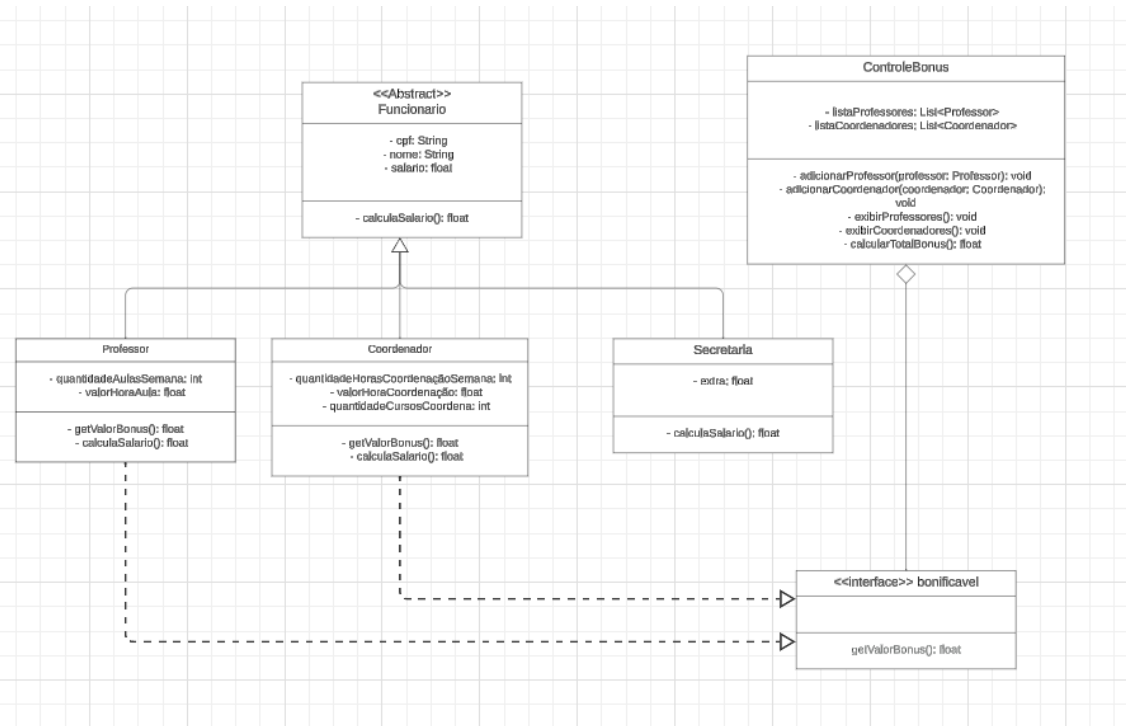 <<Abstract>>
Funcionario
- cpf: String
- nome: String
- salario: float
- calculaSalario(): float
ControleBonus
- listaProfessores: List<Professor>
- listaCoordenadores: List<Coordenador>
- adicionarProfessor(professor: Professor): void
- adicionarCoordenador(coordenador: Coordenador):
void
- exibirProfessores(): void
- exibirCoordenadores(): void
- calcularTotalBonus(): float
Professor
- quantidadeAulasSemana: int
- valorHoraAula: float
- getValorBonus(): float
- calculaSalario(): float
Coordenador
- quantidadeHorasCoordenaçãoSemana: int
- valorHoraCoordenação: float
- quantidadeCursosCoordena: int
- getValorBonus(): float
- calculaSalario(): float
Secretaria
- extra: float
- calculaSalario(): float
<<interface>> bonificavel
getValorBonus(): float